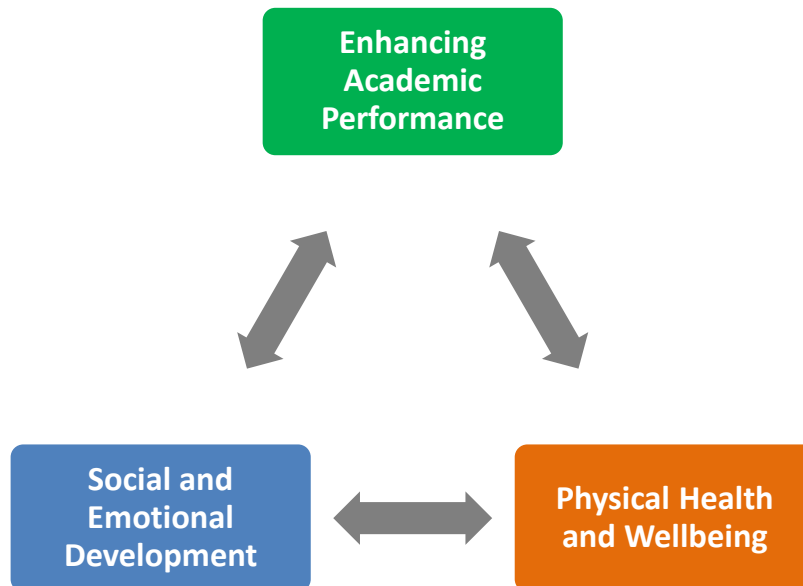 Enhancing
Academic
Performance
Social and
Emotional
Development
Physical Health
and Wellbeing